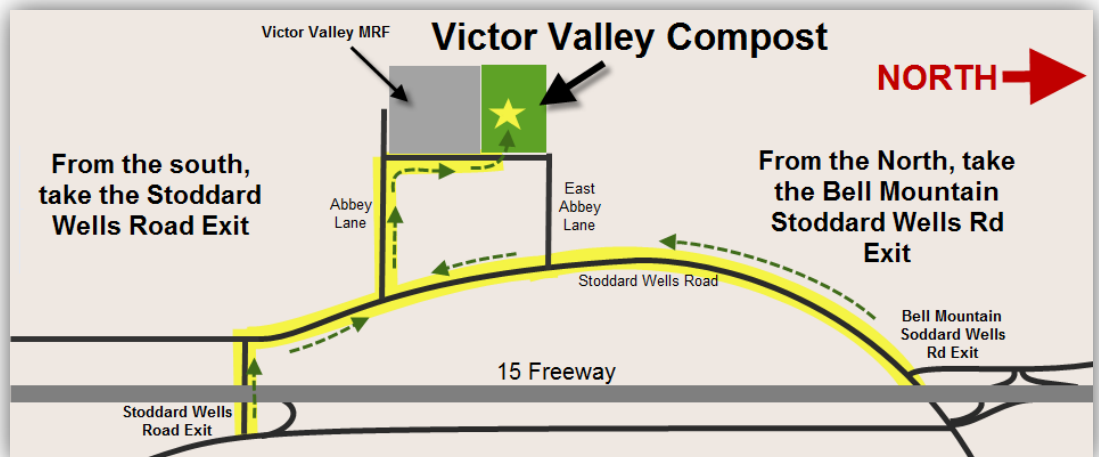 Victor Valley MRF
Victor Valley Compost
NORTH
From the south,
take the Stoddard
Wells Road Exit
Abbey
Lane
East
Abbey
Lane
From the North, take
the Bell Mountain
Stoddard Wells Rd
Exit
Stoddard Wells Road
Bell Mountain
Soddard Wells
Rd Exit
15 Freeway
Stoddard Wells
Road Exit